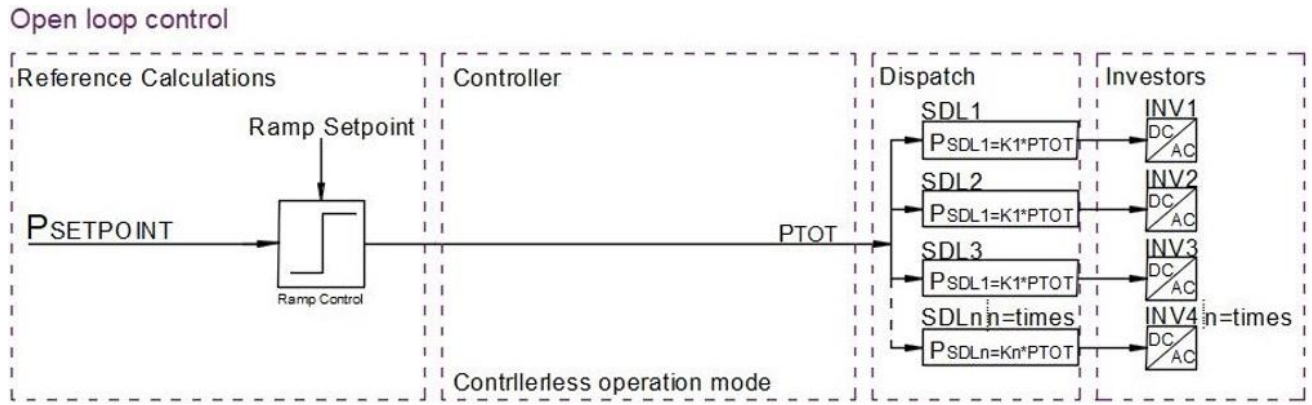 Open loop control
Reference Calculations
Ramp Setpoint
PSETPOINT
Ramp Control
Controller
PTOT
Contrllerless operation mode
Dispatch
SDL1
PSDL1=K1*PTOT
SDL2
PSDL1=K1*PTOT
SDL3
PSDL1=K1*PTOT
SDLn n=times
PSDLn=Kn*PTOT
Investors
INV1
DC
AC
INV2
DC
AC
INV3
DC
AC
INV4 n=times
DC
AC